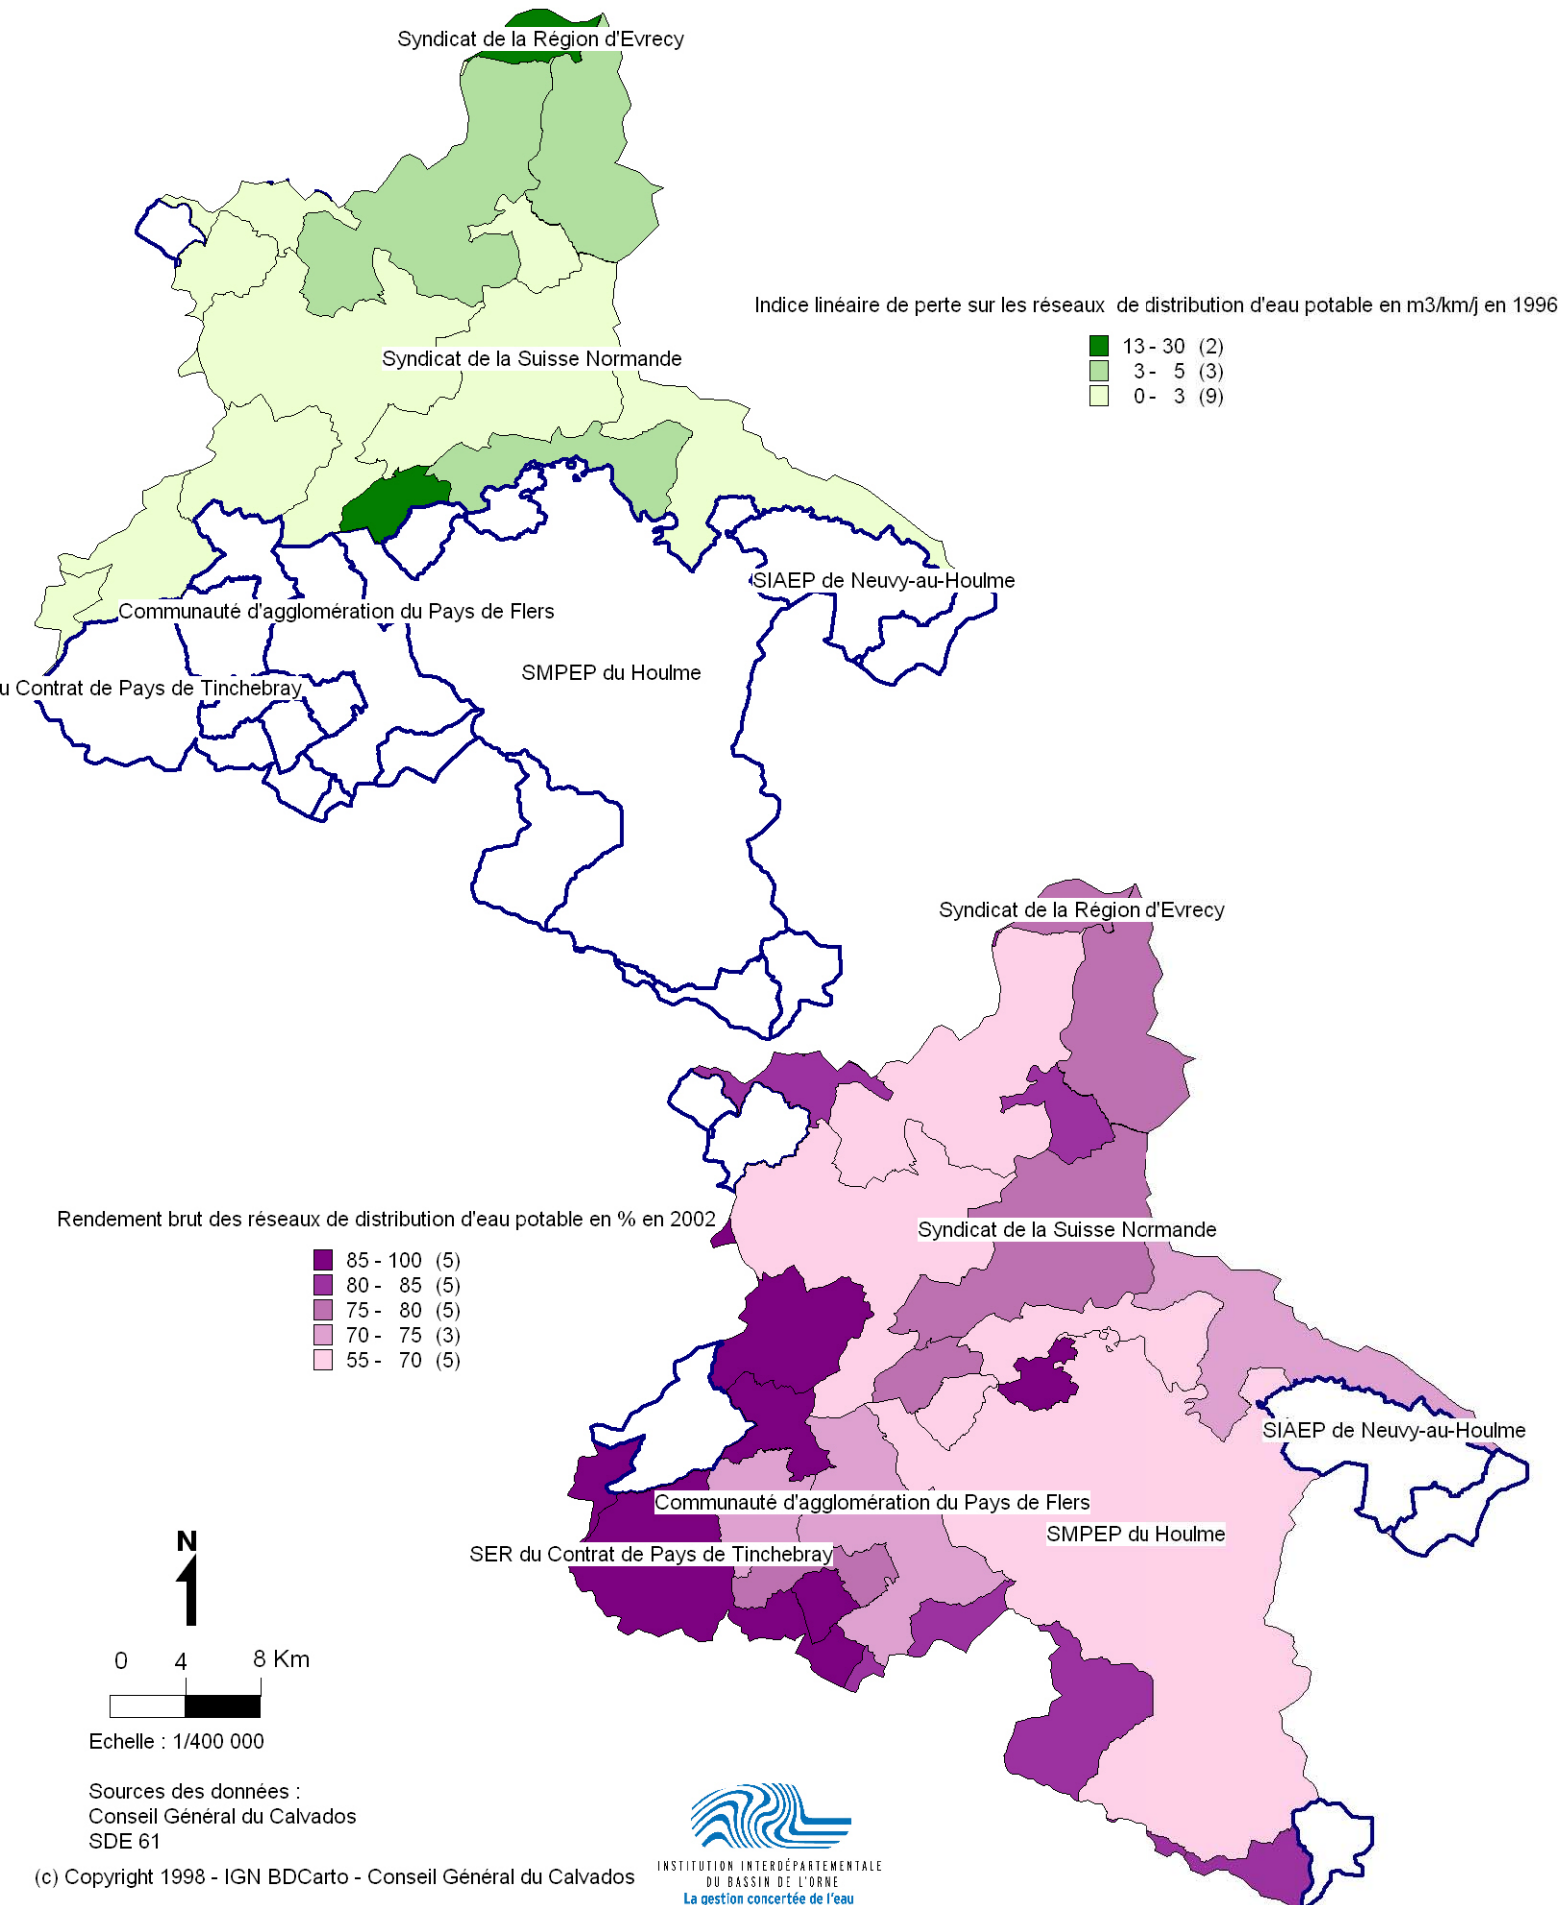 Syndicat de la Région d'Evrecy
Indice linéaire de perte sur les réseaux de distribution d'eau potable en m3/km/j en 1996
13 - 30 (2)
3 - 5 (3)
0 - 3 (9)
Syndicat de la Suisse Normande
SIAEP de Neuvy-au-Houlme
Communauté d'agglomération du Pays de Flers
SMPEP du Houlme
u Contrat de Pays de Tinchebray
Syndicat de la Région d'Evrecy
Rendement brut des réseaux de distribution d'eau potable en % en 2002
85 - 100 (5)
80 - 85 (5)
75 - 80 (5)
70 - 75 (3)
55 - 70 (5)
Syndicat de la Suisse Normande
SIAEP de Neuvy-au-Houlme
Communauté d'agglomération du Pays de Flers
SMPEP du Houlme
SER du Contrat de Pays de Tinchebray
N
0 4 8 Km
Echelle : 1/400 000
Sources des données :
Conseil Général du Calvados
SDE 61
(c) Copyright 1998 - IGN BDCarto - Conseil Général du Calvados
INSTITUTION INTERDÉPARTEMENTALE
DU BASSIN DE L'ORNE
La gestion concertée de l'eau